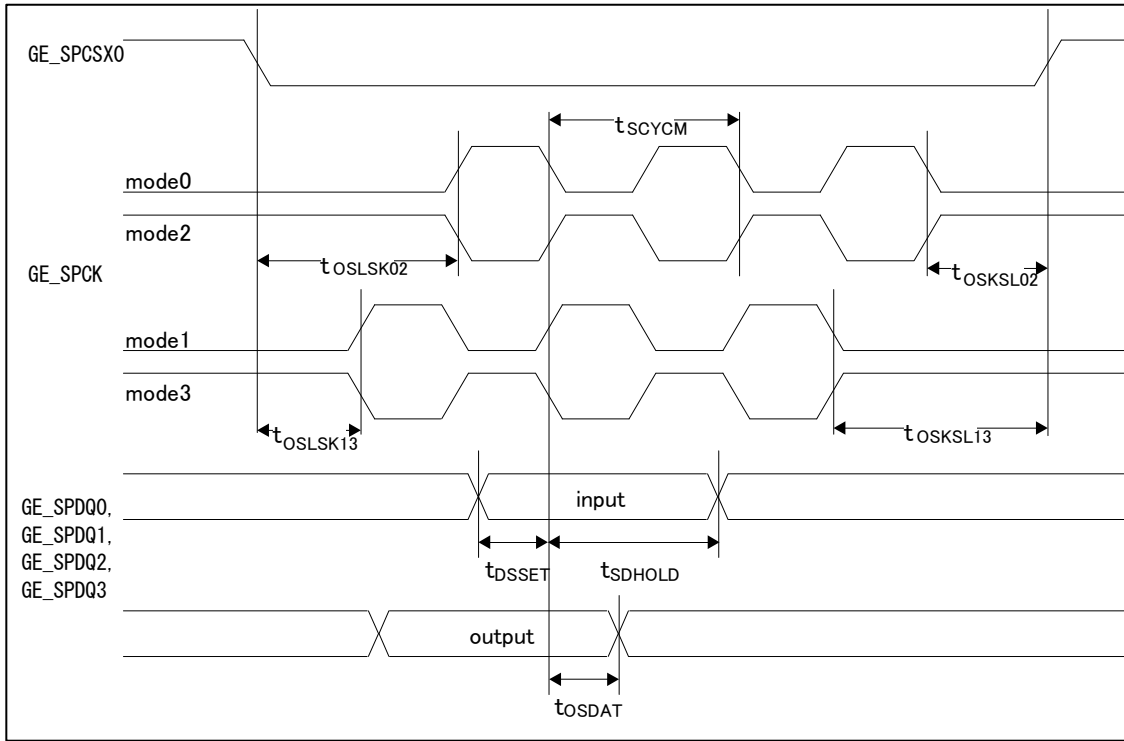 GE_SPCSX0
tSCYCM
mode0
mode2
tOSLSK02
tOSKSL02
GE_SPCK
mode1
mode3
tOSLSK13
tOSKSL13
GE_SPDQ0,
GE_SPDQ1,
GE_SPDQ2,
GE_SPDQ3
input
tDSSET
tSDHOLD
output
tOSDAT